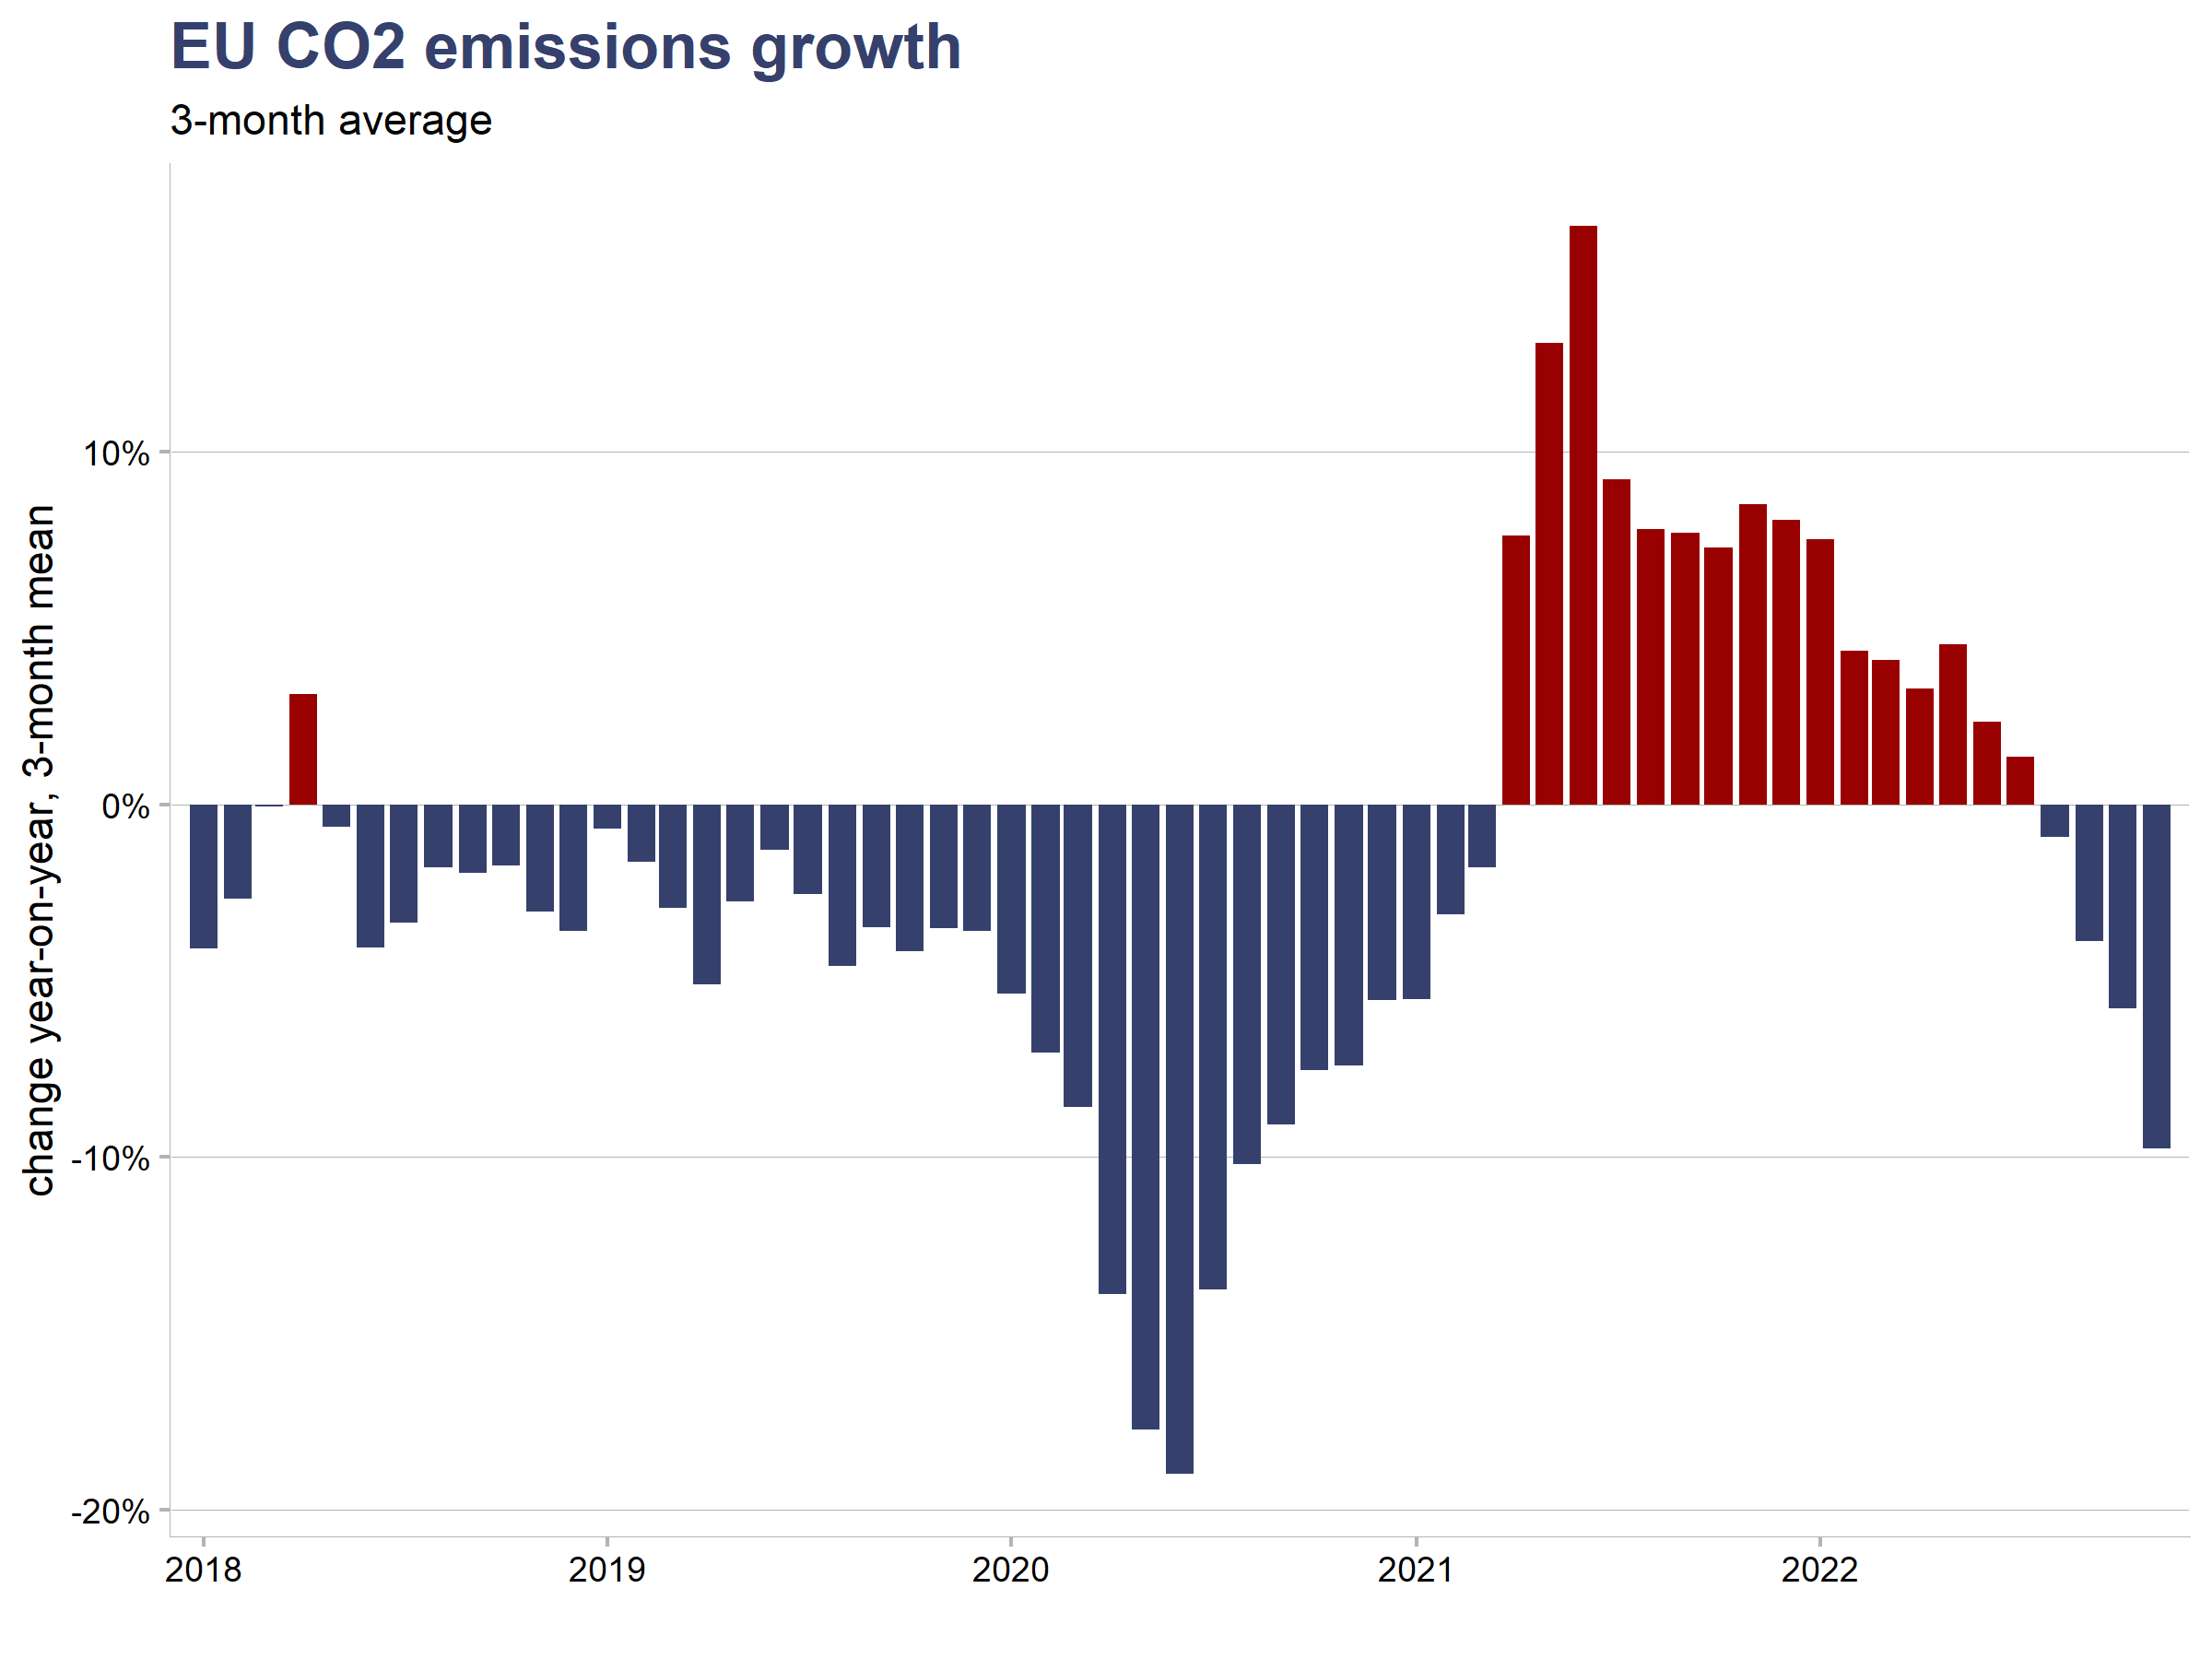 EU CO2 emissions growth
3-month average
change year-on-year, 3-month mean
10%
0%
-10%
-20%
2018 2019 2020 2021 2022